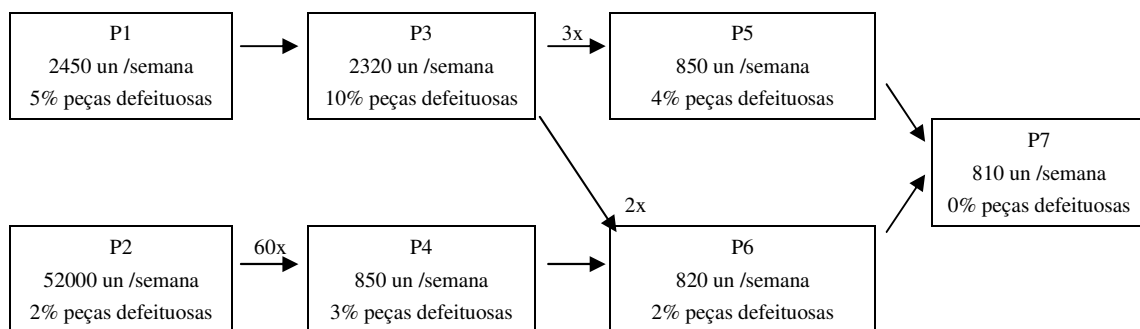 P1
2450 un /semana
5% peças defeituosas
P3
2320 un /semana
10% peças defeituosas
3x
P5
850 un /semana
4% peças defeituosas
P7
810 un /semana
0% peças defeituosas
2x
P2
52000 un /semana
2% peças defeituosas
60x
P4
850 un /semana
3% peças defeituosas
P6
820 un /semana
2% peças defeituosas